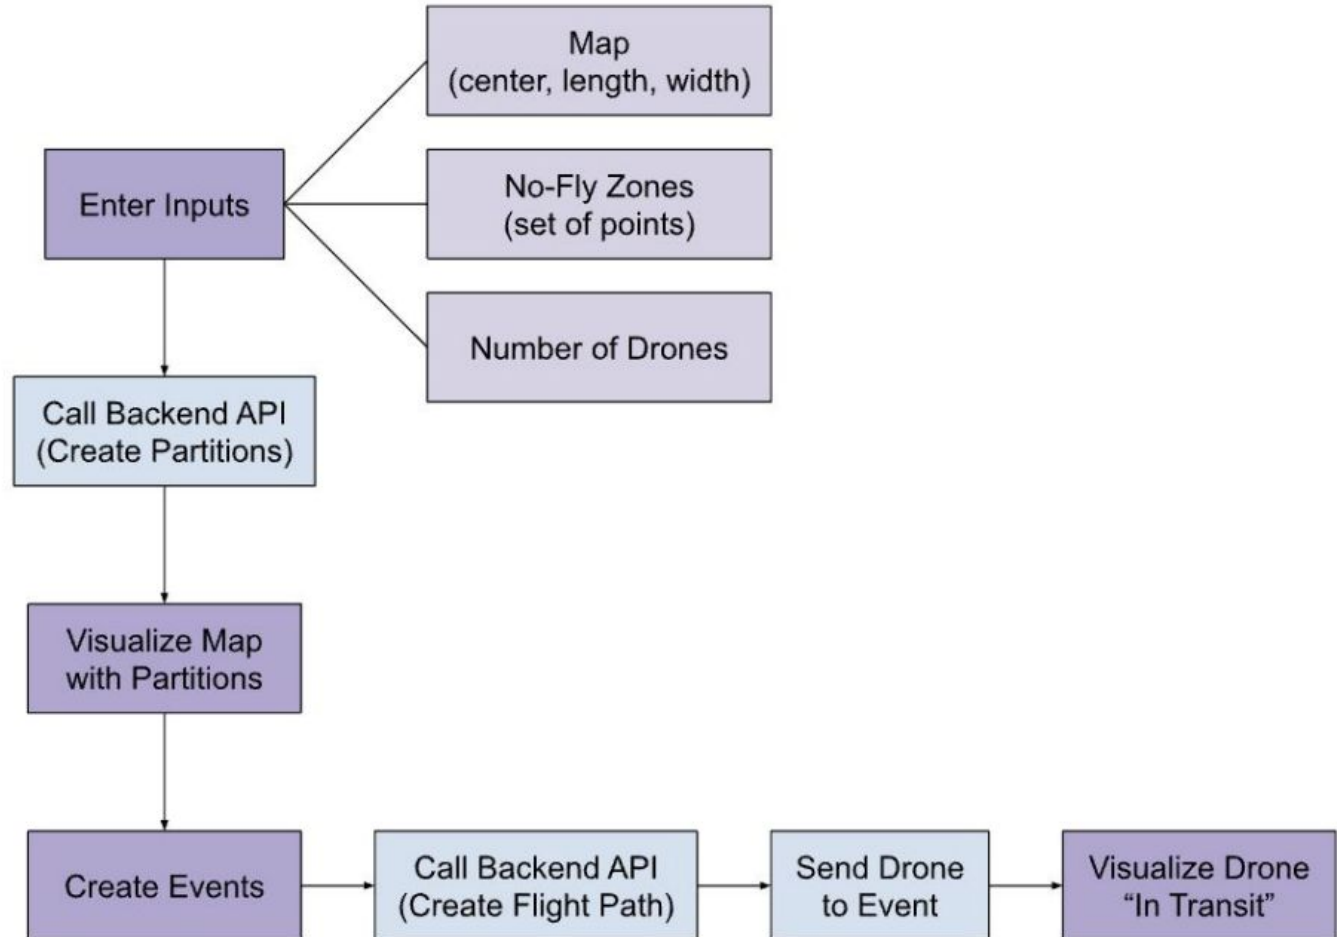 Map
(center, length, width)
Enter Inputs
No-Fly Zones
(set of points)
Number of Drones
Call Backend API
(Create Partitions)
Visualize Map
with Partitions
Create Events
Call Backend API
(Create Flight Path)
Send Drone
to Event
Visualize Drone
“In Transit”